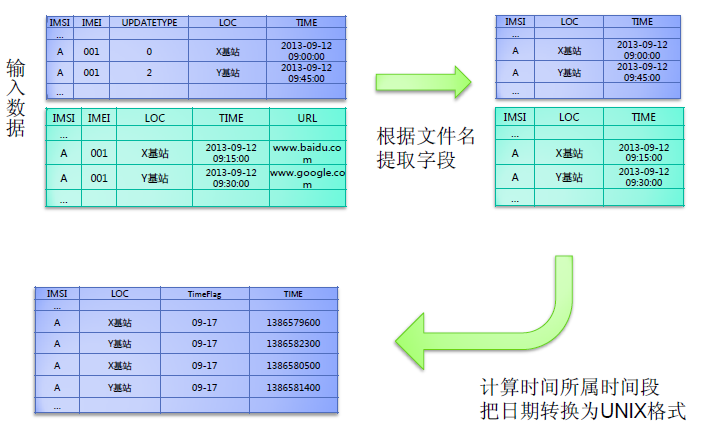 输入数据
IMSI IMEI UPDATETYPE LOC TIME
...
A 001 0 X基站 2013-09-12 09:00:00
A 001 2 Y基站 2013-09-12 09:45:00
...
IMSI IMEI LOC TIME URL
...
A 001 X基站 2013-09-12 09:15:00 www.baidu.com
A 001 Y基站 2013-09-12 09:30:00 www.google.com
...
根据文件名
提取字段
IMSI LOC TIME
...
A X基站 2013-09-12 09:00:00
A Y基站 2013-09-12 09:45:00
...
IMSI LOC TIME
...
A X基站 2013-09-12 09:15:00
A Y基站 2013-09-12 09:30:00
...
计算时间所属时间段
把日期转换为UNIX格式
IMSI LOC TimeFlag TIME
...
A X基站 09-17 1386579600
A Y基站 09-17 1386582300
A X基站 09-17 1386580500
A Y基站 09-17 1386581400
...